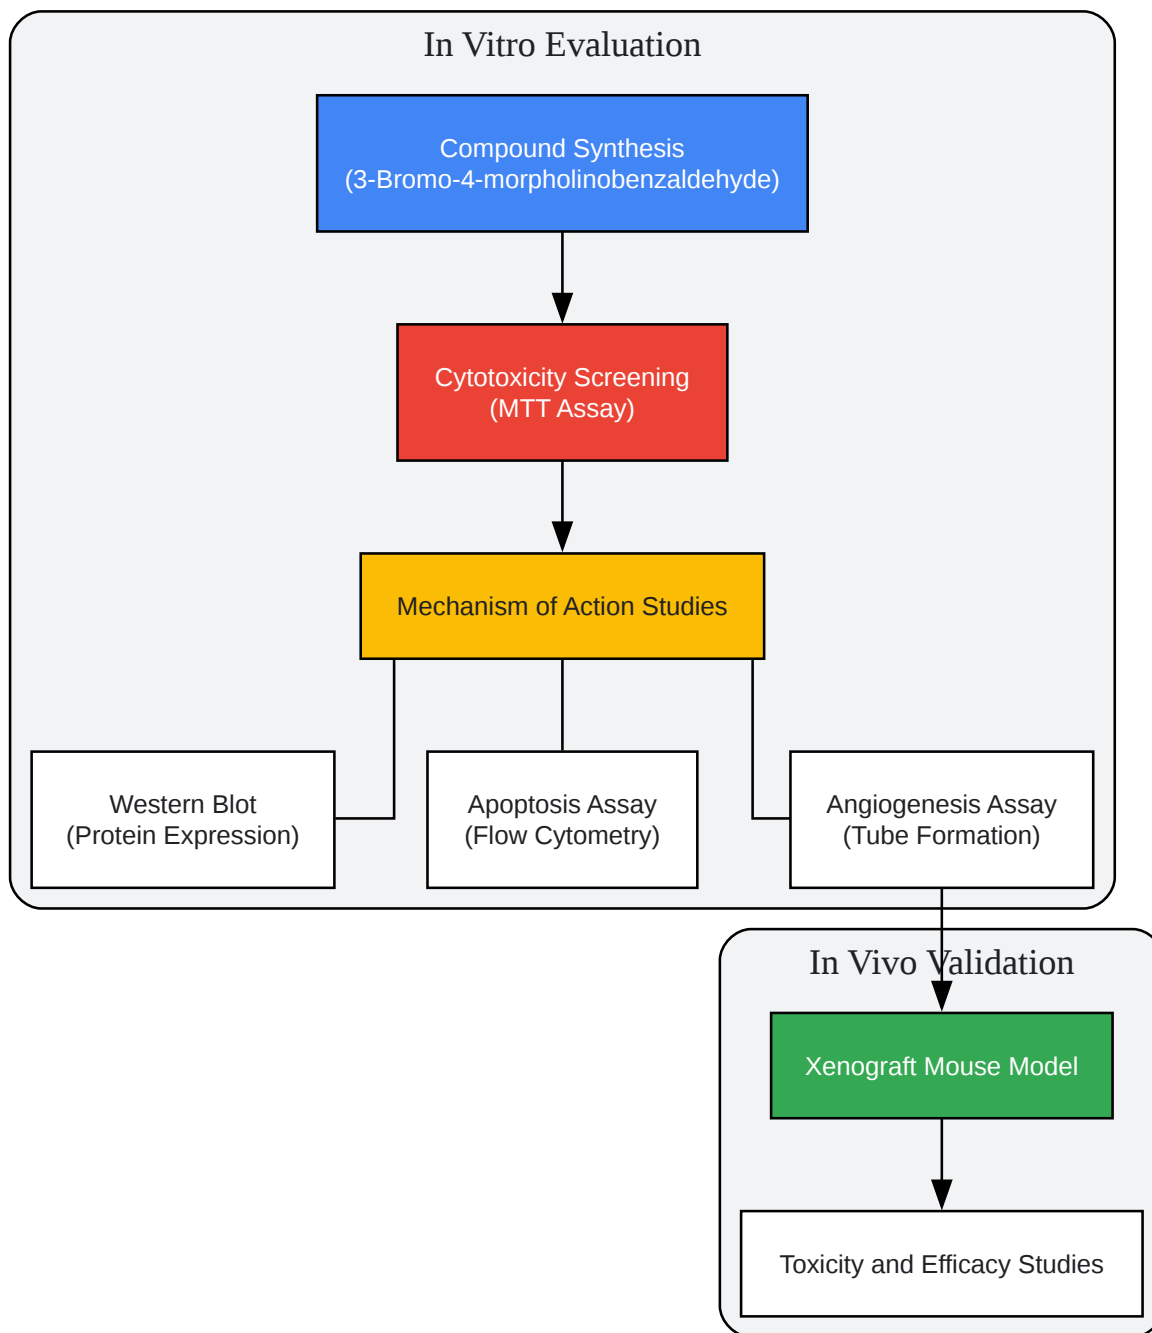 In Vitro Evaluation
Compound Synthesis
(3-Bromo-4-morpholinobenzaldehyde)
Cytotoxicity Screening
(MTT Assay)
Mechanism of Action Studies
Western Blot
(Protein Expression)
Apoptosis Assay
(Flow Cytometry)
Angiogenesis Assay
(Tube Formation)
In Vivo Validation
Xenograft Mouse Model
Toxicity and Efficacy Studies